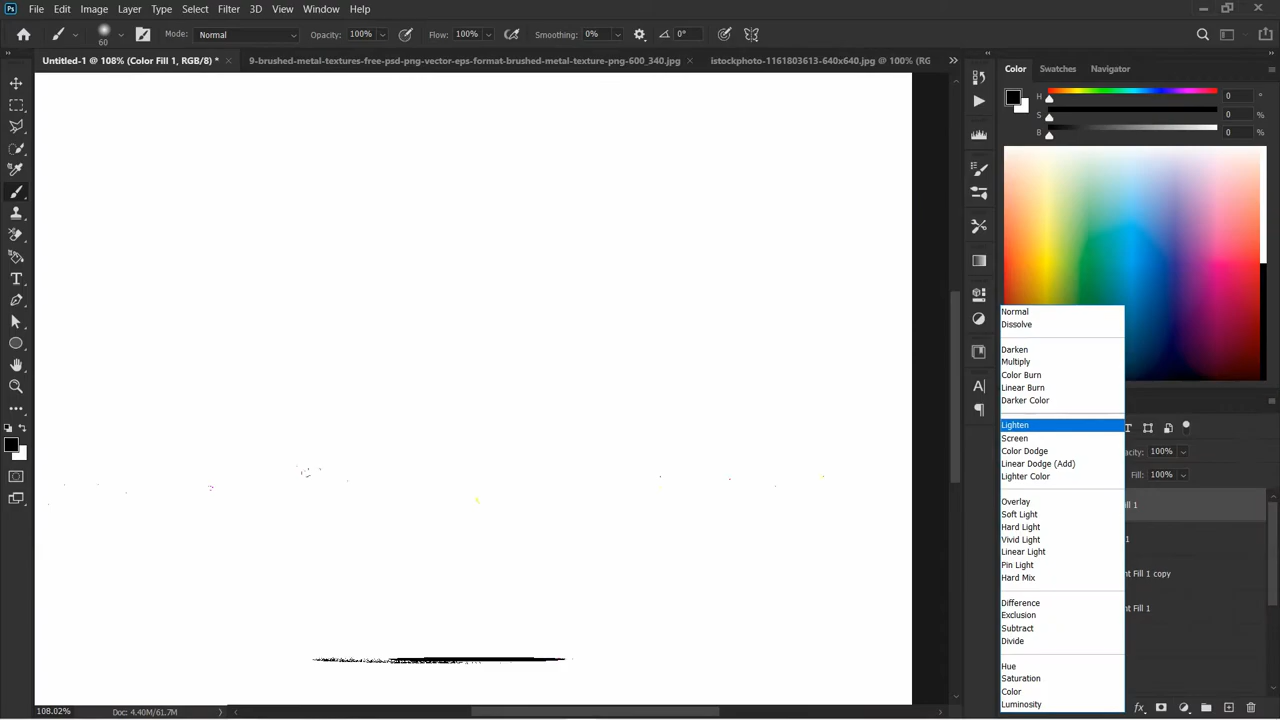 Ps File Edit Image Layer Type Select Filter 3D View Window Help
60 Mode: Normal Opacity: 100% Flow: 100% Smoothing: 0% 0°
Untitled-1 @ 108% (Color Fill 1, RGB/8) * 9-brushed-metal-textures-free-psd-png-vector-eps-format-brushed-metal-texture-png-600_340.jpg istockphoto-1161803613-640x640.jpg @ 100% (RG
Color Swatches Navigator
H 0 °
S 0 %
B 0 %
Normal
Dissolve
Darken
Multiply
Color Burn
Linear Burn
Darker Color
Lighten
Screen
Color Dodge
Linear Dodge (Add)
Lighter Color
Overlay
Soft Light
Hard Light
Vivid Light
Linear Light
Pin Light
Hard Mix
Difference
Exclusion
Subtract
Divide
Hue
Saturation
Color
Luminosity
acity: 100%
Fill: 100%
ill 1
1
nt Fill 1 copy
nt Fill 1
fx
108.02% Doc: 4.40M/61.7M